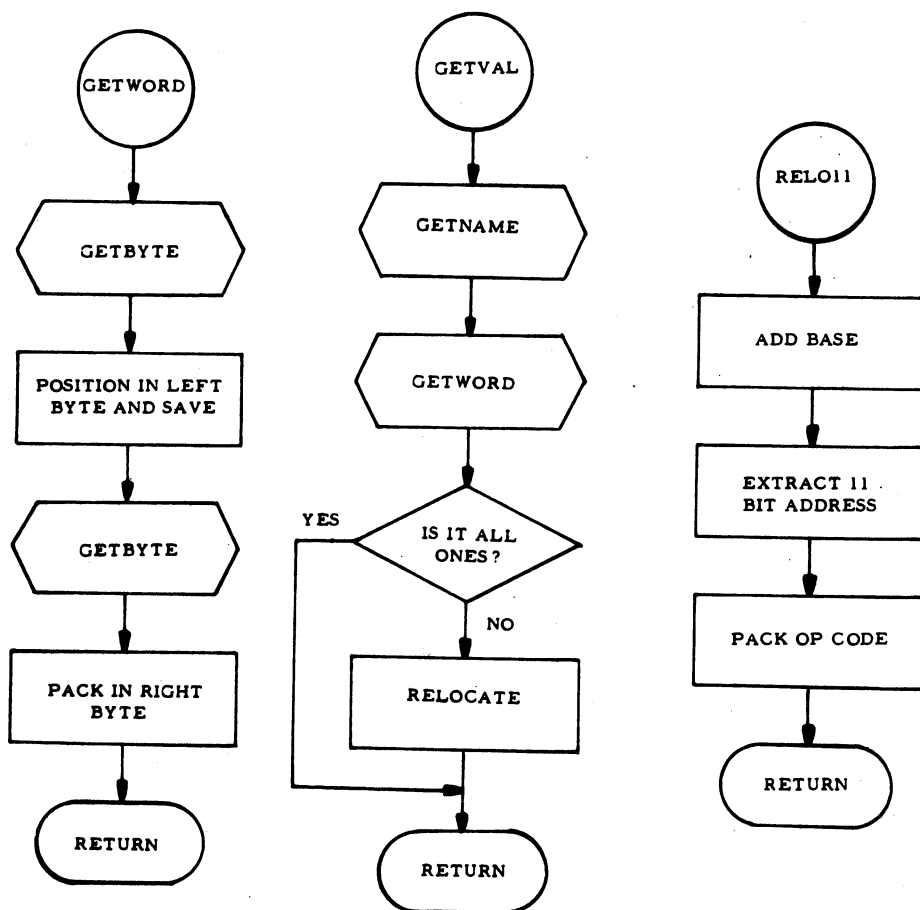 GETWORD
GETBYTE
POSITION IN LEFT
BYTE AND SAVE
GETBYTE
PACK IN RIGHT
BYTE
RETURN
GETVAL
GETNAME
GETWORD
IS IT ALL
ONES?
YES
NO
RELOCATE
RETURN
RELO11
ADD BASE
EXTRACT 11
BIT ADDRESS
PACK OP CODE
RETURN